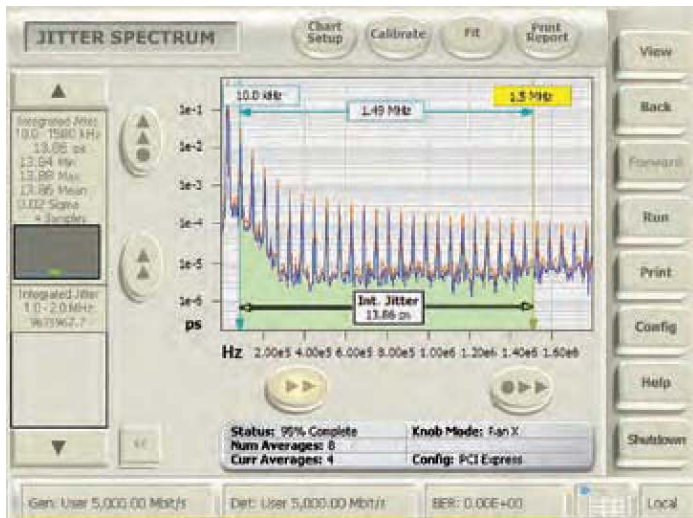 JITTER SPECTRUM
Chart Setup
Calibrate
Fit
Print Report
View
Back
Forward
Run
Print
Config
Help
Shutdown
Integrated Jitter
10.0 - 1500 kHz
13.86 ps
13.84 Min
13.88 Max
13.86 Mean
0.02 Sigma
4 Samples
Integrated Jitter
1.0 - 2.0 MHz
10.0 kHz
1.49 MHz
1.5 MHz
1e-1
1e-2
1e-3
1e-4
1e-5
1e-6
ps
Int. Jitter
13.86 ps
Hz 2.00e5 4.00e5 6.00e5 8.00e5 1.00e6 1.20e6 1.40e6 1.60e6
Status: 95% Complete
Num Averages: 8
Curr Averages: 4
Knob Mode: Pan X
Config: PCI Express
Gen: User 5,000.00 Mbit/s
Det: User 5,000.00 Mbit/s
BER: 0.00E+00
Local